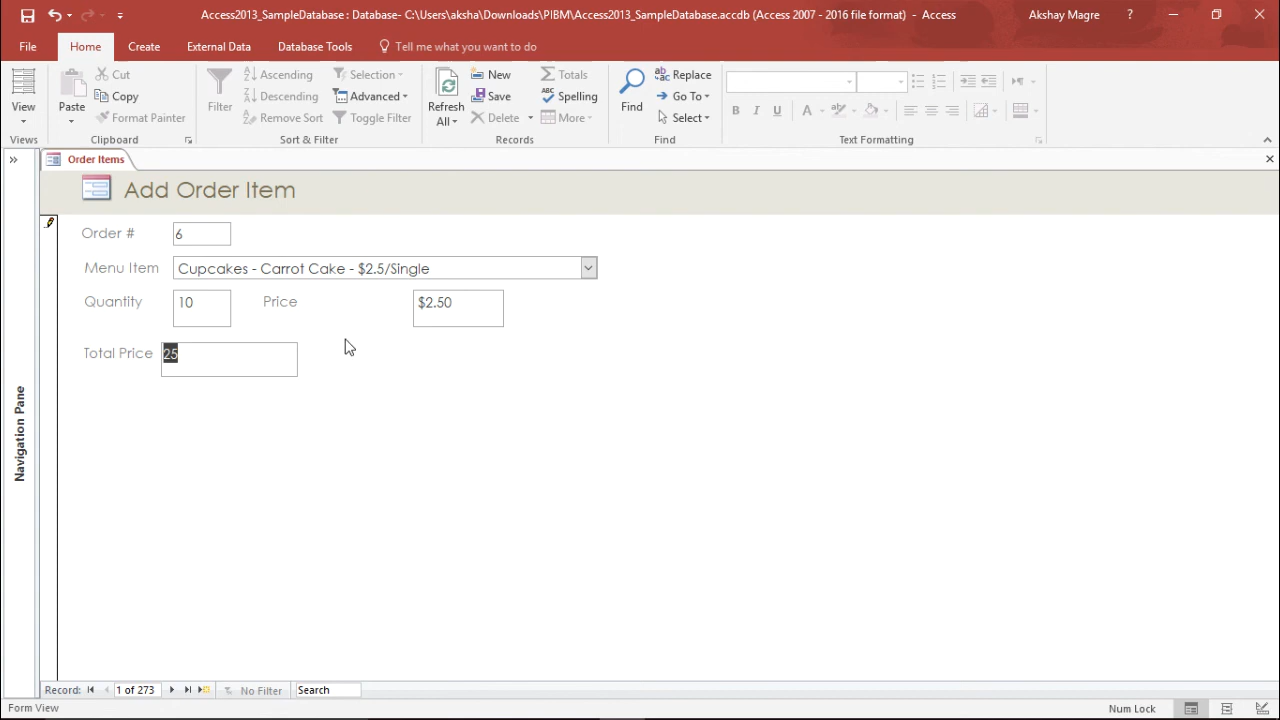 Access2013_SampleDatabase : Database- C:\Users\aksha\Downloads\PIBM\Access2013_SampleDatabase.accdb (Access 2007 - 2016 file format) - Access
Akshay Magre
?
File
Home
Create
External Data
Database Tools
Tell me what you want to do
View
Views
Paste
Cut
Copy
Format Painter
Clipboard
Filter
Ascending
Descending
Remove Sort
Selection
Advanced
Toggle Filter
Sort & Filter
Refresh
All
New
Save
Delete
Totals
Spelling
More
Records
Find
Replace
Go To
Select
Find
B I U A
Text Formatting
Order Items
Add Order Item
Order # 6
Menu Item Cupcakes - Carrot Cake - $2.5/Single
Quantity 10 Price $2.50
Total Price 25
Navigation Pane
Record: 1 of 273 No Filter Search
Form View Num Lock